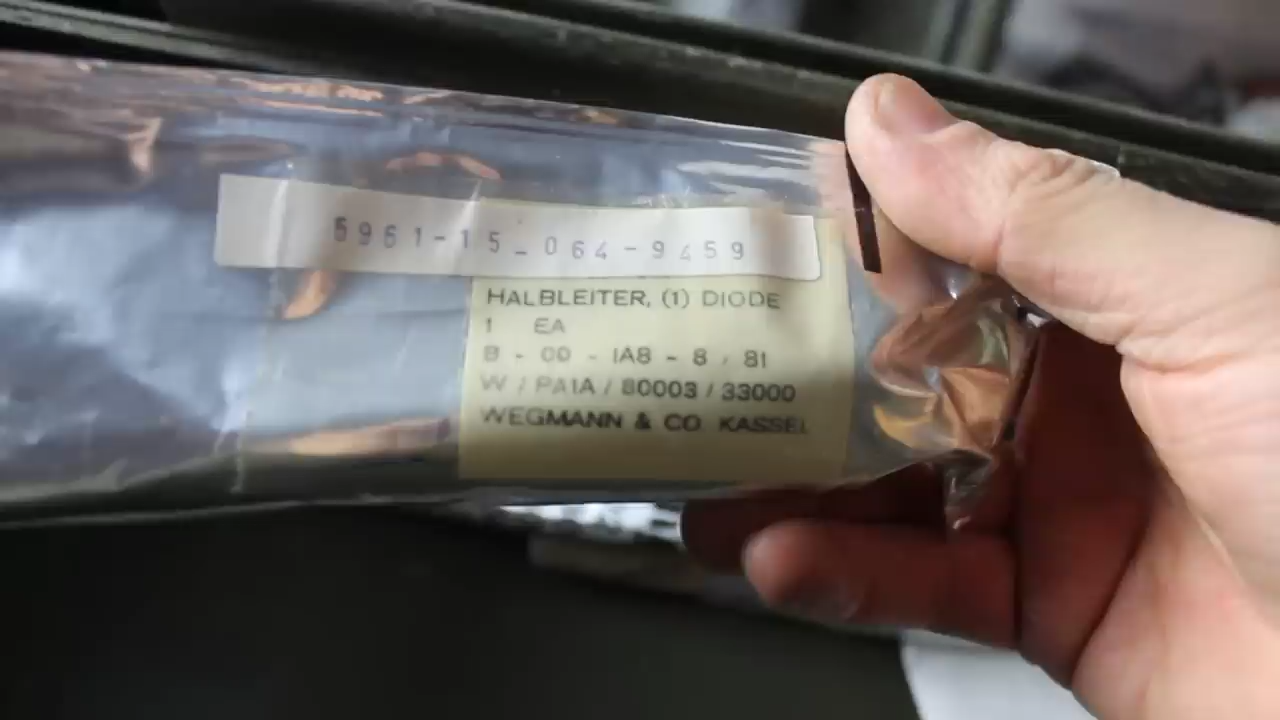 5961-15-064-9459
HALBLEITER, (1) DIODE
1 EA
B - 00 - IA8 - 8 / 81
W / PA1A / 80003 / 33000
WEGMANN & CO KASSEL